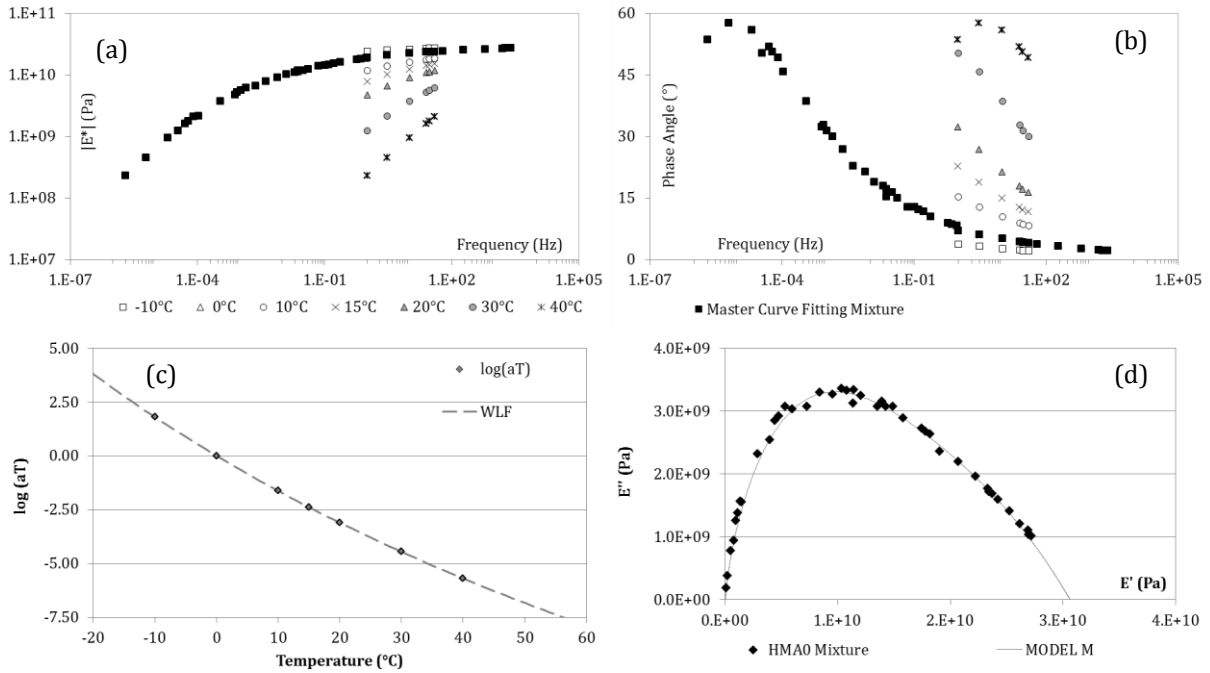 (a)
1.E+11
1.E+10
1.E+09
1.E+08
1.E+07
|E*| (Pa)
Frequency (Hz)
1.E-07
1.E-04
1.E-01
1.E+02
1.E+05
-10°C
0°C
10°C
15°C
20°C
30°C
40°C
(b)
60
45
30
15
0
Phase Angle (°)
Frequency (Hz)
1.E-07
1.E-04
1.E-01
1.E+02
1.E+05
Master Curve Fitting Mixture
(c)
5.00
2.50
0.00
-2.50
-5.00
-7.50
log (aT)
log(aT)
WLF
-20
-10
0
10
20
30
40
50
60
Temperature (°C)
(d)
4.0E+09
3.0E+09
2.0E+09
1.0E+09
0.0E+00
E'' (Pa)
E' (Pa)
0.E+00
1.E+10
2.E+10
3.E+10
4.E+10
HMA0 Mixture
MODEL M